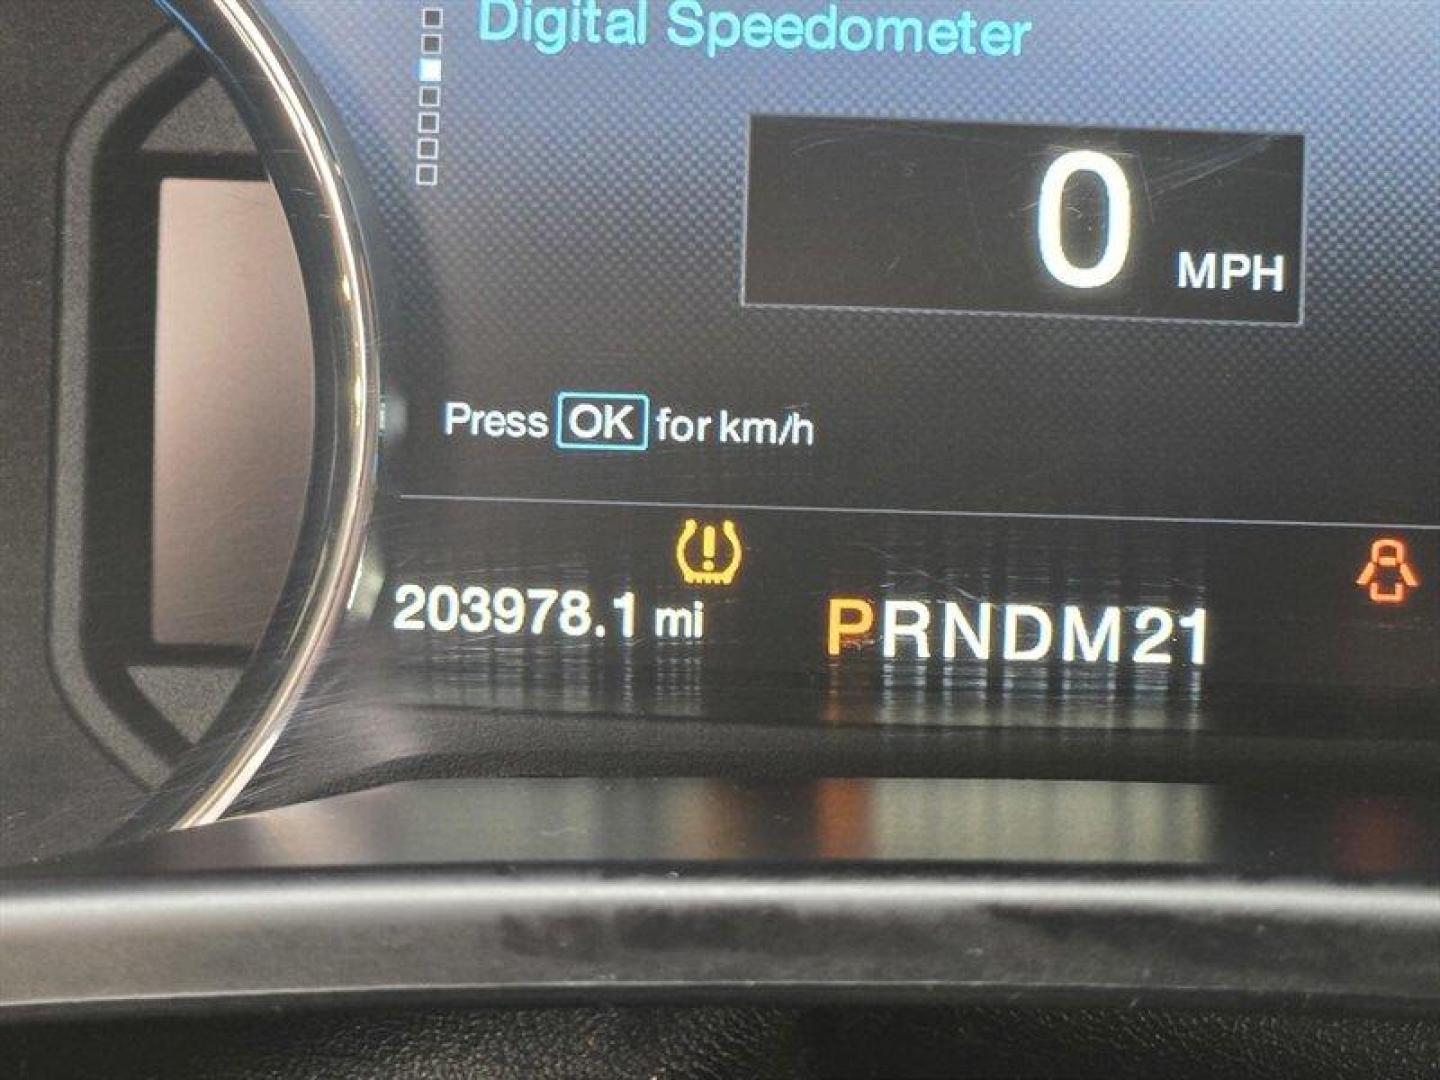 Digital Speedometer
0 MPH
Press OK for km/h
203978.1 mi
PRNDM21